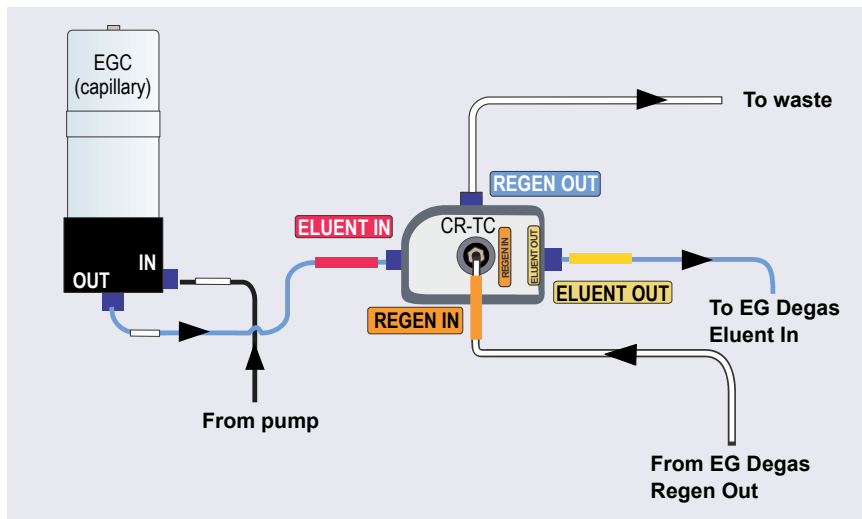 EGC
(capillary)
To waste
REGEN OUT
ELUENT IN
CR-TC
REGEN IN
ELUENT OUT
IN
OUT
ELUENT OUT
REGEN IN
To EG Degas
Eluent In
From pump
From EG Degas
Regen Out